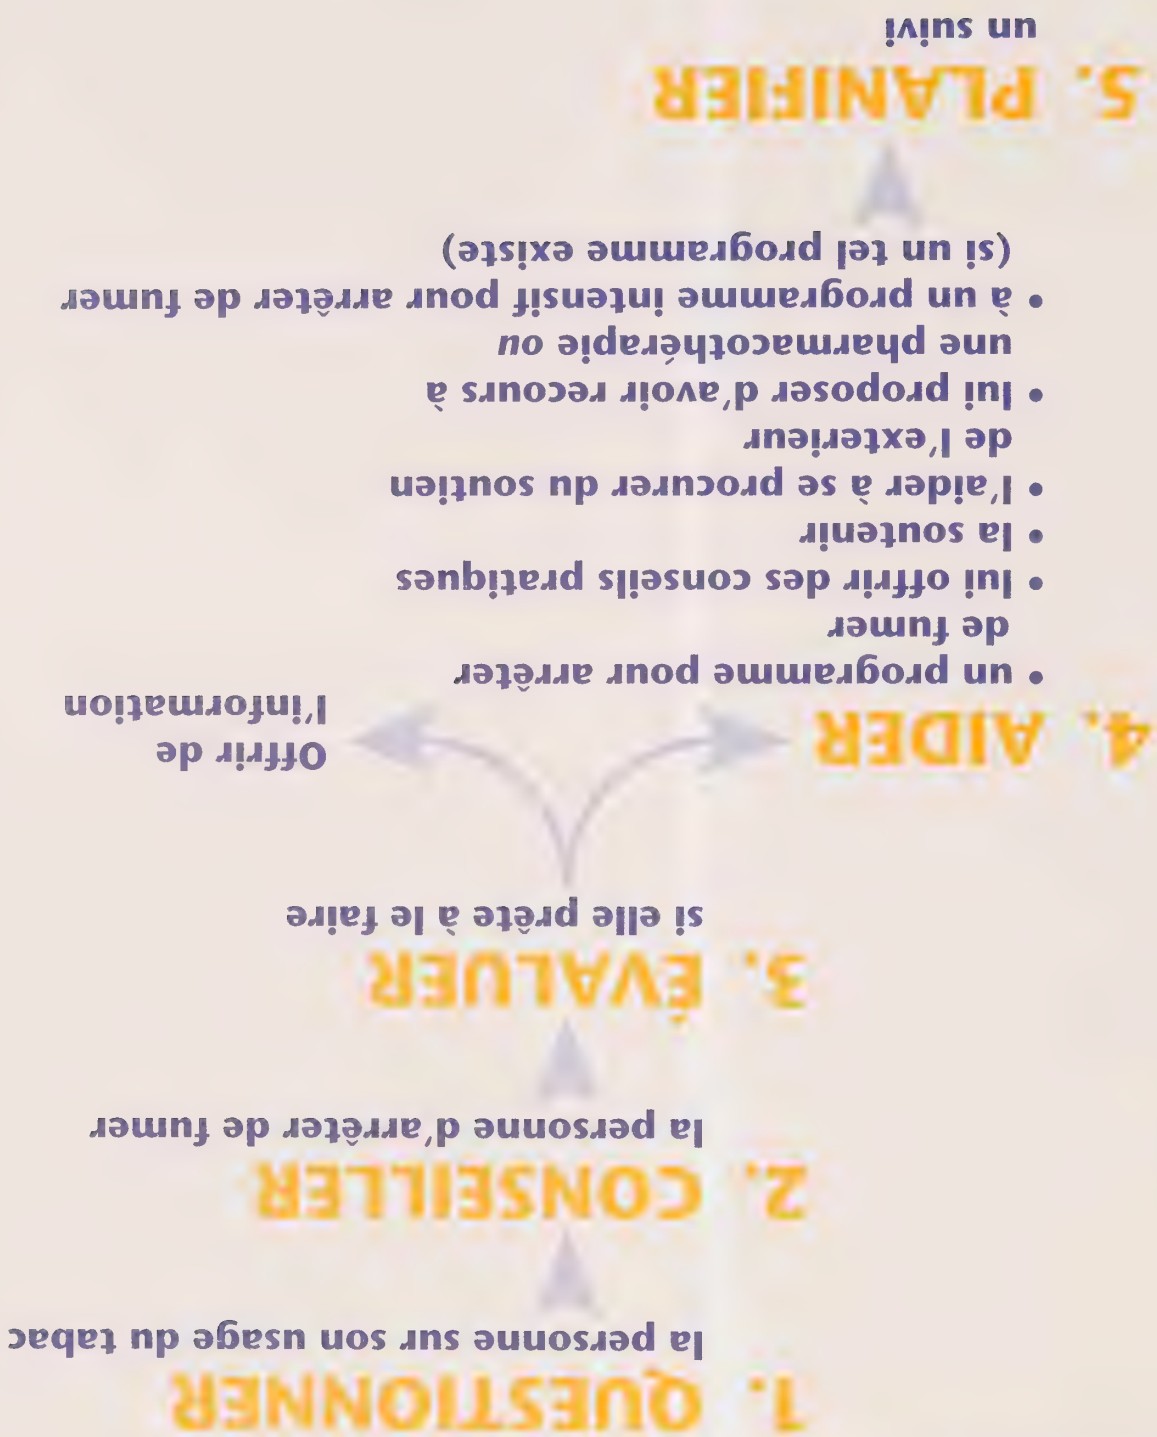 1. QUESTIONNER
la personne sur son usage du tabac
2. CONSEILLER
la personne d'arrêter de fumer
3. ÉVALUER
si elle prête à le faire
4. AIDER
• un programme pour arrêter
de fumer
• lui offrir des conseils pratiques
• la soutenir
• l'aider à se procurer du soutien
de l'exterieur
• lui proposer d'avoir recours à
une pharmacothérapie ou
• à un programme intensif pour arrêter de fumer
(si un tel programme existe)
Offrir de
l'information
5. PLANIFIER
un suivi